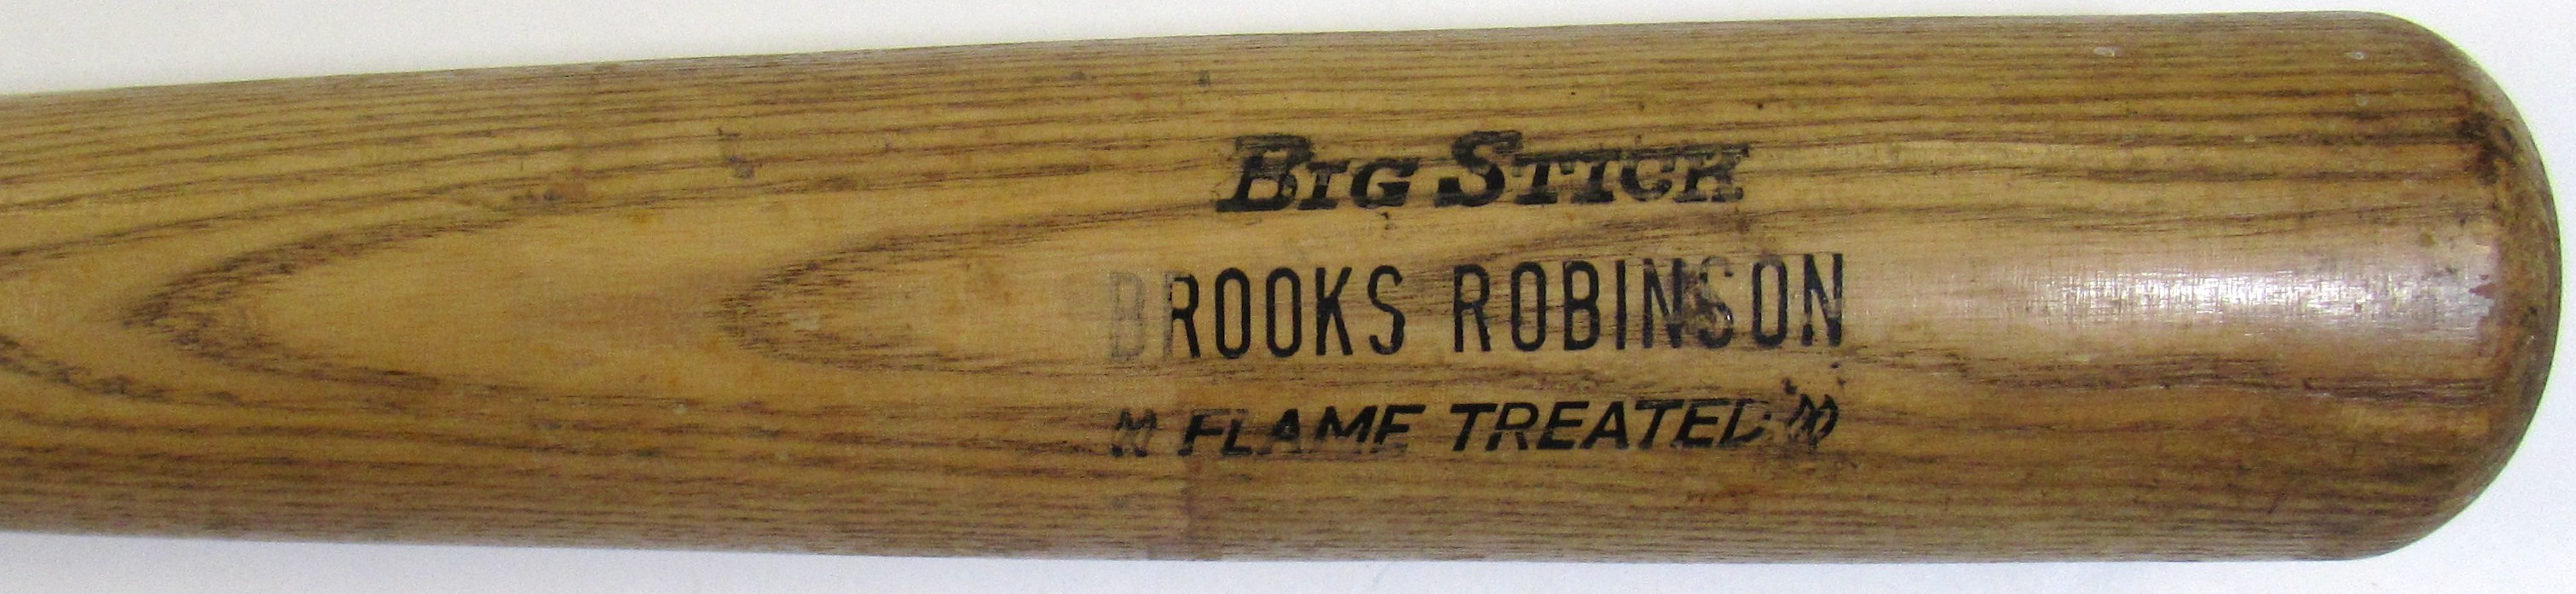 BIG STICK
BROOKS ROBINSON
FLAME TREATED